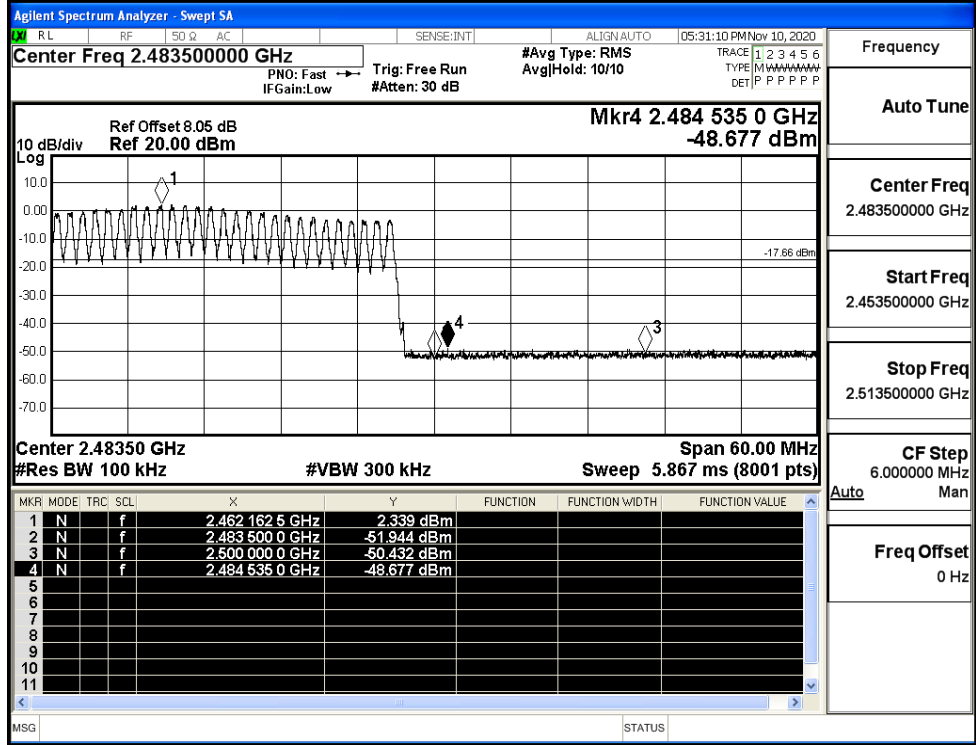 Agilent Spectrum Analyzer - Swept SA
LXI RL RF 50 Ω AC SENSE:INT ALIGNAUTO 05:31:10 PM Nov 10, 2020
Center Freq 2.483500000 GHz
#Avg Type: RMS
TRACE 1 2 3 4 5 6
PNO: Fast Trig: Free Run
Avg|Hold: 10/10
TYPE M WWWWW
IFGain:Low #Atten: 30 dB
DET P P P P P P
Mkr4 2.484 535 0 GHz
Ref Offset 8.05 dB
-48.677 dBm
10 dB/div Ref 20.00 dBm
Log
10.0
1
0.00
-10.0
-17.66 dBm
-20.0
-30.0
-40.0
4
3
-50.0
-60.0
-70.0
Center 2.48350 GHz Span 60.00 MHz
#Res BW 100 kHz #VBW 300 kHz Sweep 5.867 ms (8001 pts)
MKR MODE TRC SCL X Y FUNCTION FUNCTION WIDTH FUNCTION VALUE
1 N f 2.462 162 5 GHz 2.339 dBm
2 N f 2.483 500 0 GHz -51.944 dBm
3 N f 2.500 000 0 GHz -50.432 dBm
4 N f 2.484 535 0 GHz -48.677 dBm
5
6
7
8
9
10
11
MSG STATUS
Frequency
Auto Tune
Center Freq
2.483500000 GHz
Start Freq
2.453500000 GHz
Stop Freq
2.513500000 GHz
CF Step
6.000000 MHz
Auto Man
Freq Offset
0 Hz